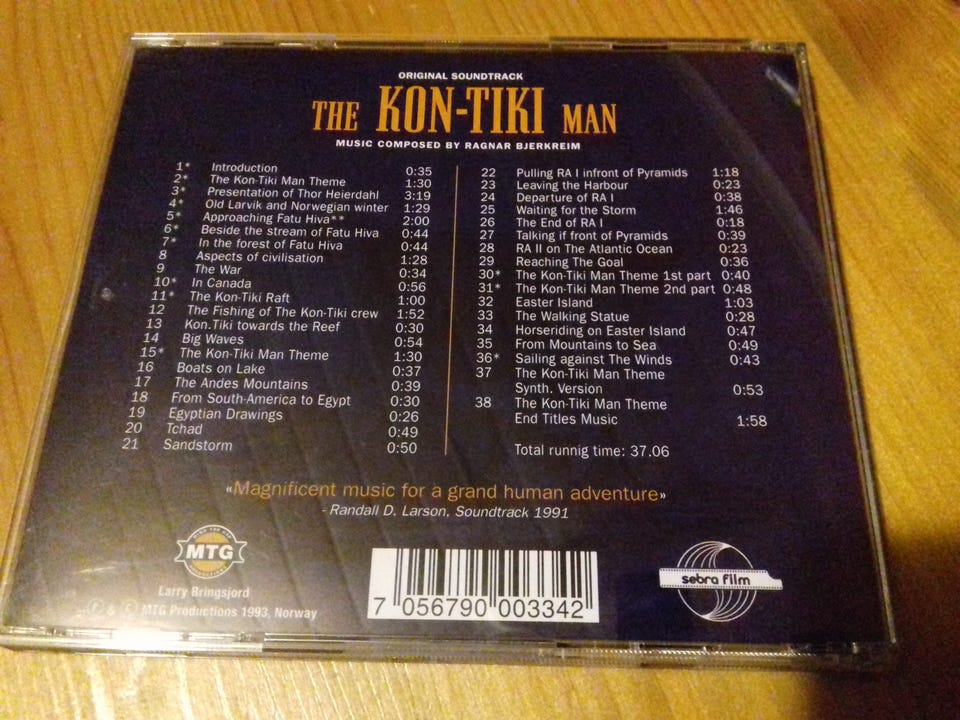 ORIGINAL SOUNDTRACK
THE KON-TIKI MAN
MUSIC COMPOSED BY RAGNAR BJERKREIM
1* Introduction 0:35
2* The Kon-Tiki Man Theme 1:30
3* Presentation of Thor Heierdahl 3:19
4* Old Larvik and Norwegian winter 1:29
5* Approaching Fatu Hiva** 2:00
6* Beside the stream of Fatu Hiva 0:44
7* In the forest of Fatu Hiva 0:44
8 Aspects of civilisation 1:28
9 The War 0:34
10* In Canada 0:56
11* The Kon-Tiki Raft 1:00
12 The Fishing of The Kon-Tiki crew 1:52
13 Kon.Tiki towards the Reef 0:30
14 Big Waves 0:54
15* The Kon-Tiki Man Theme 1:30
16 Boats on Lake 0:37
17 The Andes Mountains 0:39
18 From South-America to Egypt 0:30
19 Egyptian Drawings 0:26
20 Tchad 0:49
21 Sandstorm 0:50
22 Pulling RA I infront of Pyramids 1:18
23 Leaving the Harbour 0:23
24 Departure of RA I 0:38
25 Waiting for the Storm 1:46
26 The End of RA I 0:18
27 Talking if front of Pyramids 0:39
28 RA II on The Atlantic Ocean 0:23
29 Reaching The Goal 0:36
30* The Kon-Tiki Man Theme 1st part 0:40
31* The Kon-Tiki Man Theme 2nd part 0:48
32 Easter Island 1:03
33 The Walking Statue 0:28
34 Horseriding on Easter Island 0:47
35 From Mountains to Sea 0:49
36* Sailing against The Winds 0:43
37 The Kon-Tiki Man Theme
Synth. Version 0:53
38 The Kon-Tiki Man Theme
End Titles Music 1:58
Total runnig time: 37.06
«Magnificent music for a grand human adventure»
- Randall D. Larson, Soundtrack 1991
MTG
Larry Bringsjord
℗ & © MTG Productions 1993, Norway
7 056790 003342
sebra film